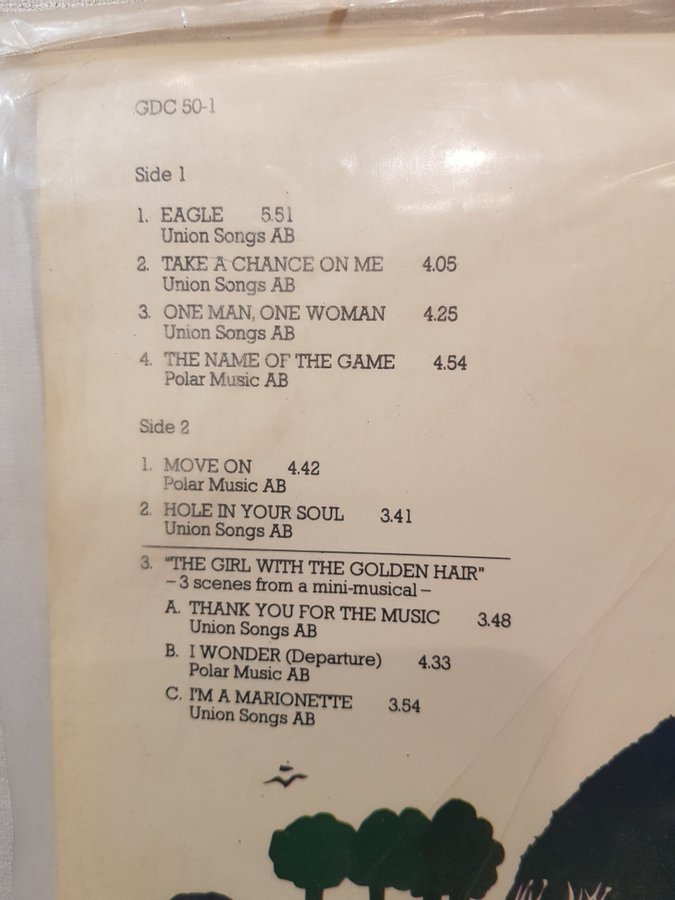 GDC 50-1
Side 1
1. EAGLE 5.51
Union Songs AB
2. TAKE A CHANCE ON ME 4.05
Union Songs AB
3. ONE MAN, ONE WOMAN 4.25
Union Songs AB
4. THE NAME OF THE GAME 4.54
Polar Music AB
Side 2
1. MOVE ON 4.42
Polar Music AB
2. HOLE IN YOUR SOUL 3.41
Union Songs AB
3. "THE GIRL WITH THE GOLDEN HAIR"
– 3 scenes from a mini-musical –
A. THANK YOU FOR THE MUSIC 3.48
Union Songs AB
B. I WONDER (Departure) 4.33
Polar Music AB
C. I'M A MARIONETTE 3.54
Union Songs AB